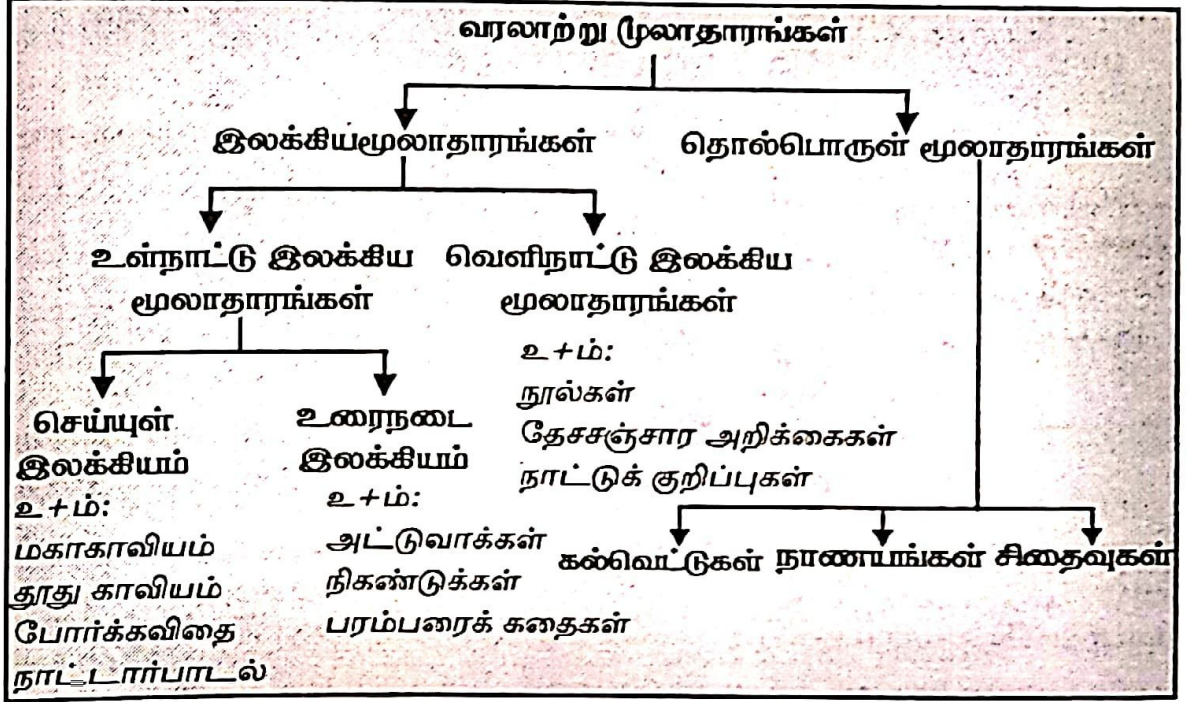 வரலாற்று மூலாதாரங்கள்
இலக்கியமூலாதாரங்கள்
தொல்பொருள் மூலாதாரங்கள்
உள்நாட்டு இலக்கிய
மூலாதாரங்கள்
வெளிநாட்டு இலக்கிய
மூலாதாரங்கள்
உ+ம்:
நூல்கள்
தேசசஞ்சார அறிக்கைகள்
நாட்டுக் குறிப்புகள்
செய்யுள்
இலக்கியம்
உ+ம்:
மகாகாவியம்
தூது காவியம்
போர்க்கவிதை
நாட்டார்பாடல்
உரைநடை
இலக்கியம்
உ+ம்:
அட்டுவாக்கள்
நிகண்டுக்கள்
பரம்பரைக் கதைகள்
கல்வெட்டுகள்
நாணயங்கள்
சிதைவுகள்